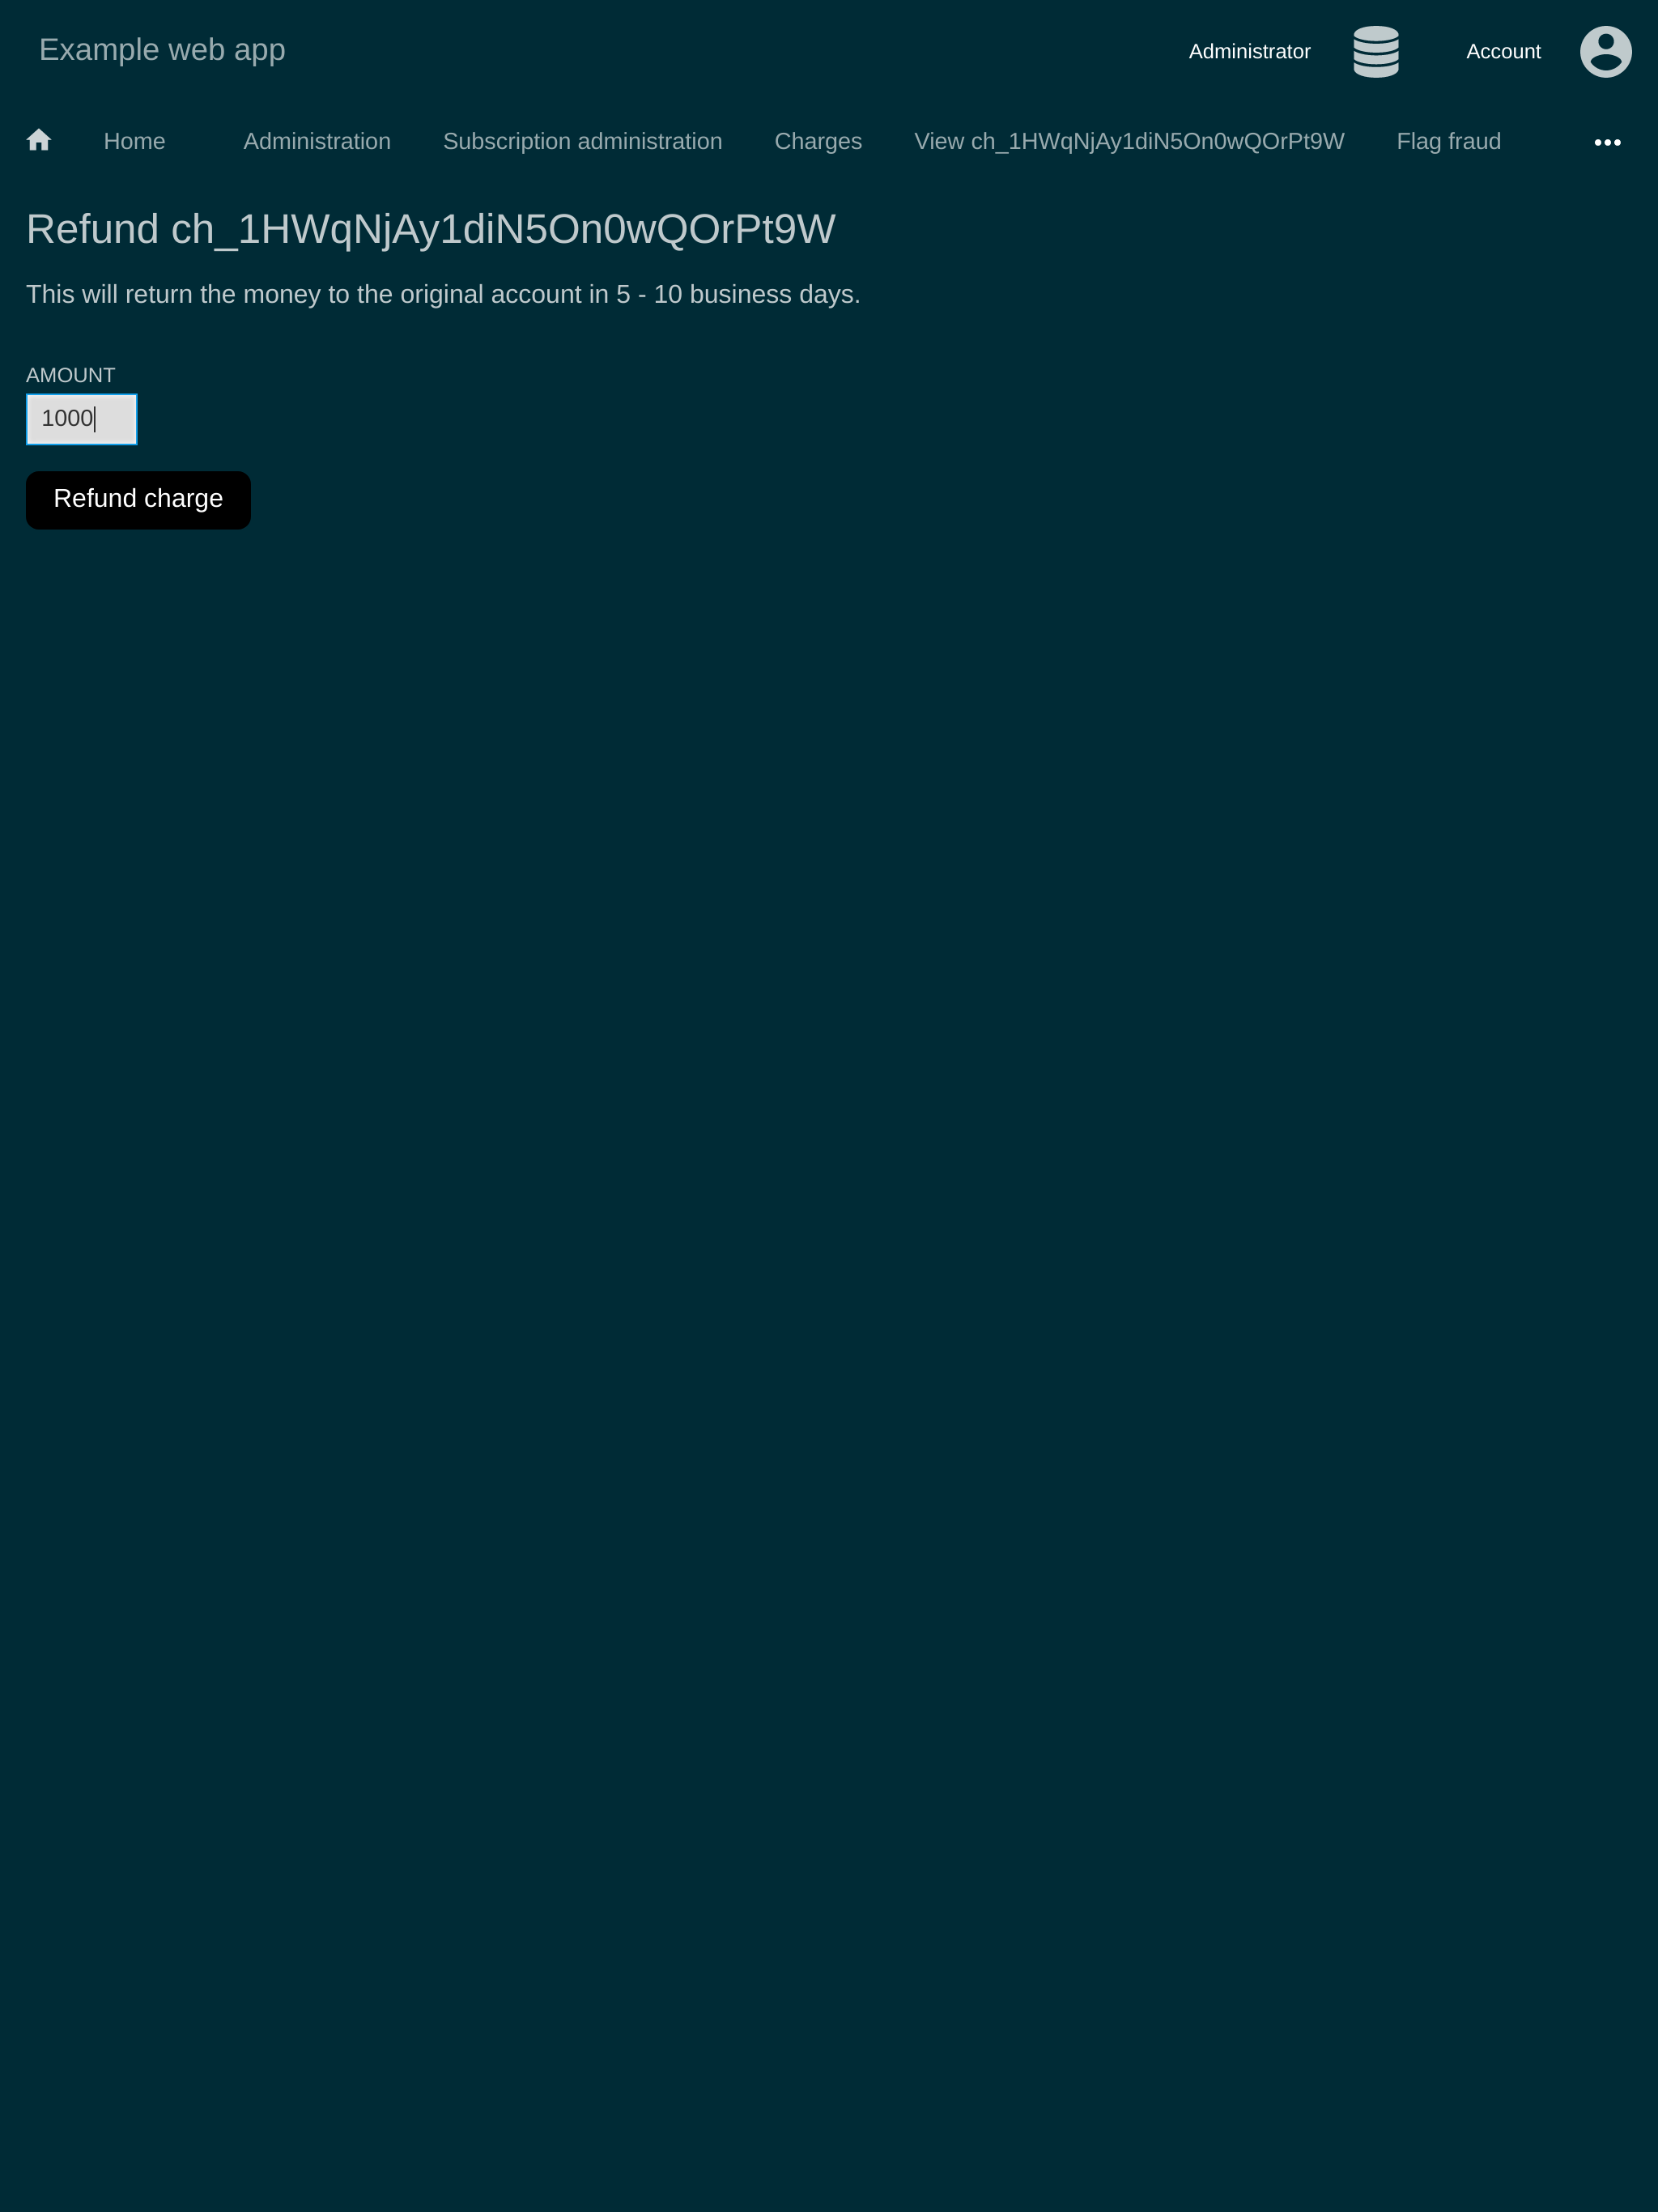 Example web app
Administrator Account
Home Administration Subscription administration Charges View ch_1HWqNjAy1diN5On0wQOrPt9W Flag fraud
Refund ch_1HWqNjAy1diN5On0wQOrPt9W
This will return the money to the original account in 5 - 10 business days.
AMOUNT
1000
Refund charge